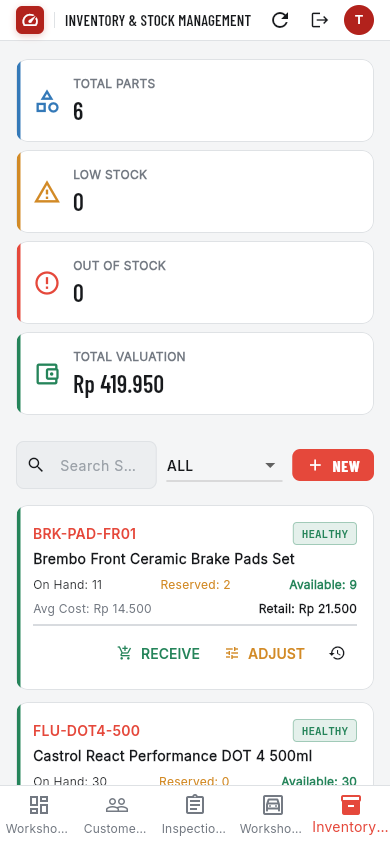 INVENTORY & STOCK MANAGEMENT
T
TOTAL PARTS
6
LOW STOCK
0
OUT OF STOCK
0
TOTAL VALUATION
Rp 419.950
Search S...
ALL
NEW
BRK-PAD-FR01
HEALTHY
Brembo Front Ceramic Brake Pads Set
On Hand: 11 Reserved: 2 Available: 9
Avg Cost: Rp 14.500 Retail: Rp 21.500
RECEIVE ADJUST
FLU-DOT4-500
HEALTHY
Castrol React Performance DOT 4 500ml
On Hand: 30 Reserved: 0 Available: 30
Worksho... Custome... Inspectio... Worksho... Inventory...